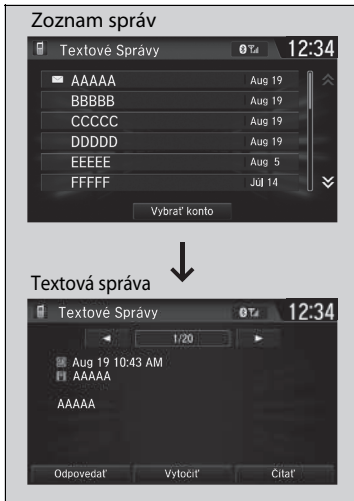 Zoznam správ
Textové Správy 12:34
AAAAA Aug 19
BBBBB Aug 19
CCCCC Aug 19
DDDDD Aug 19
EEEEE Aug 5
FFFFF Júl 14
Vybrať konto
Textová správa
Textové Správy 12:34
1/20
Aug 19 10:43 AM
AAAAA
AAAAA
Odpovedať Vytočiť Čítať